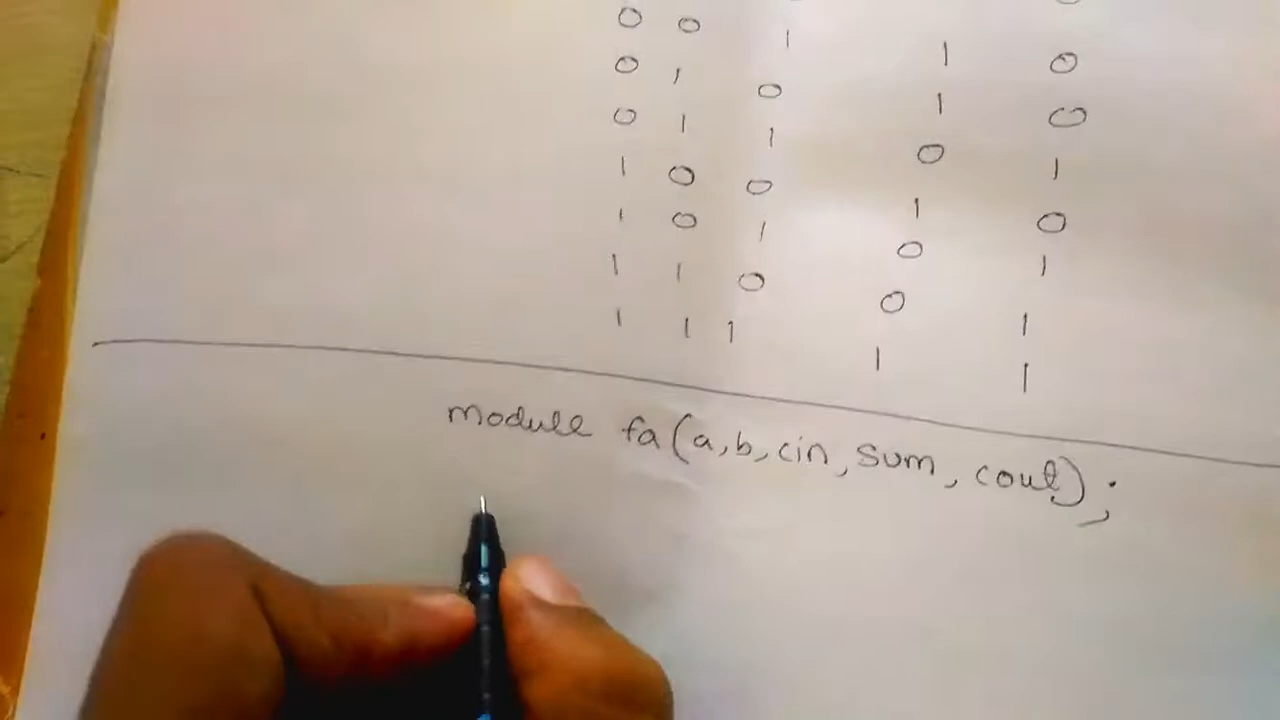 0 0 1 1 0
0 1 0 1 0
0 1 1 0 1
1 0 0 1 0
1 0 1 0 1
1 1 0 0 1
1 1 1 1 1
module fa(a,b,cin,sum,cout);